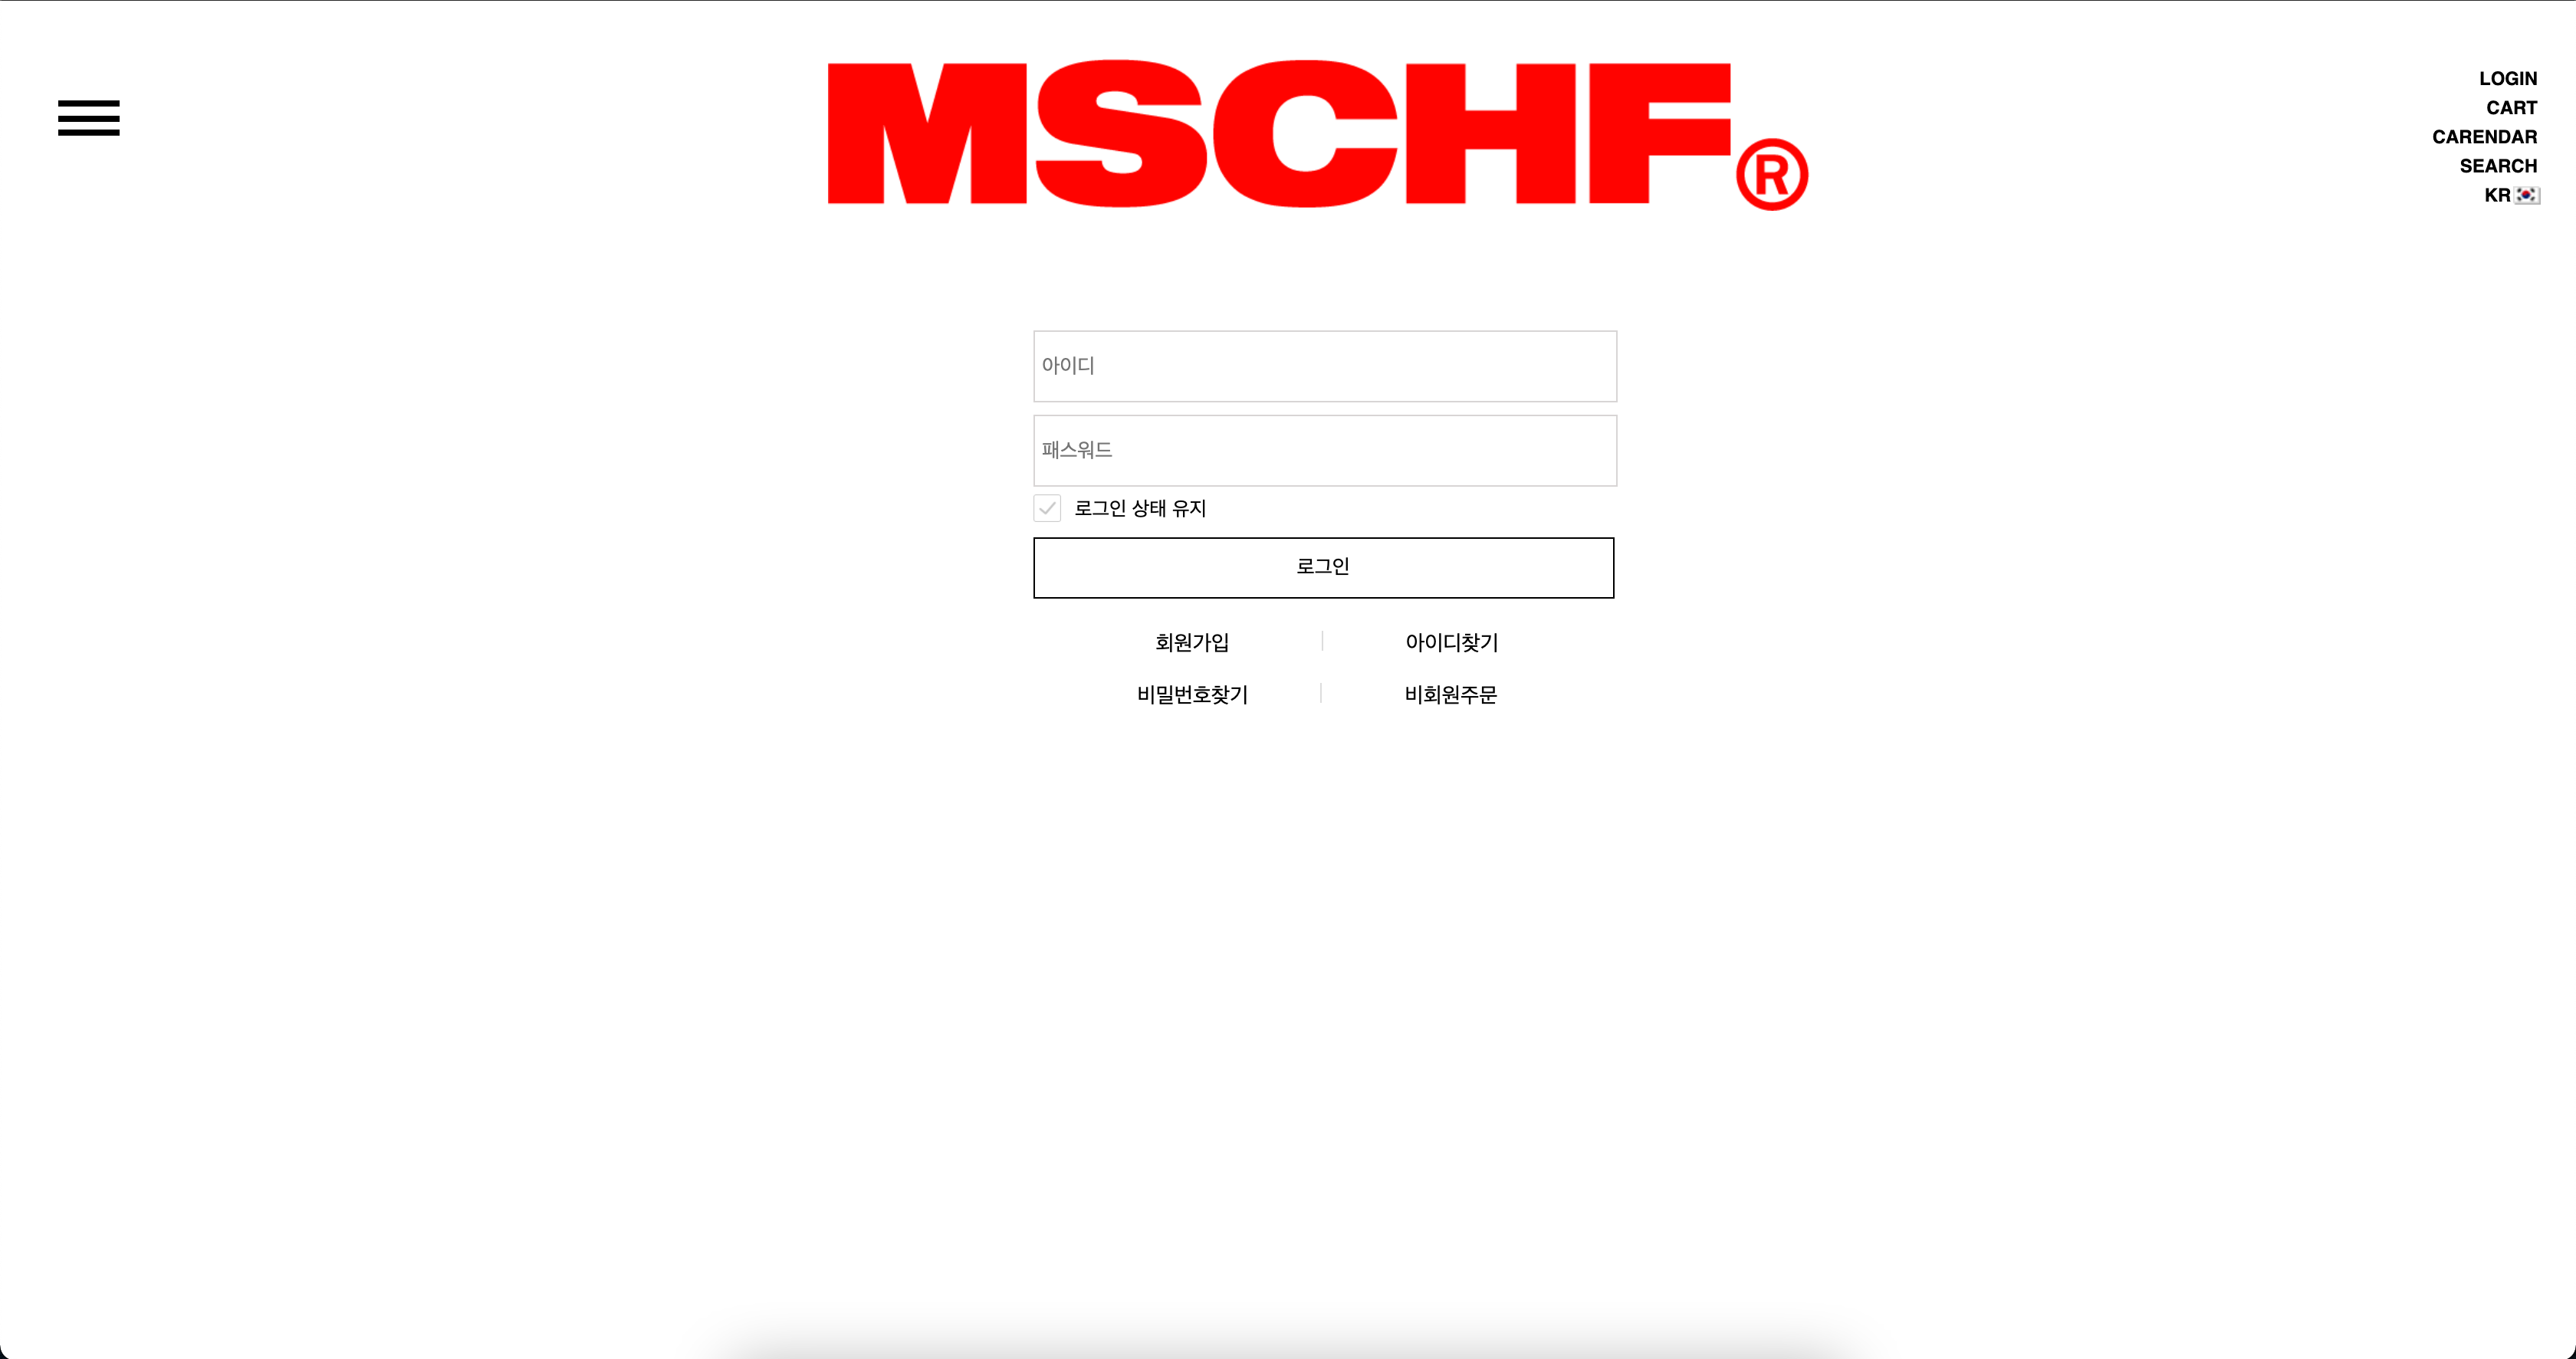 MSCHF®
LOGIN
CART
CARENDAR
SEARCH
KR
아이디
패스워드
로그인 상태 유지
로그인
회원가입 | 아이디찾기
비밀번호찾기 | 비회원주문